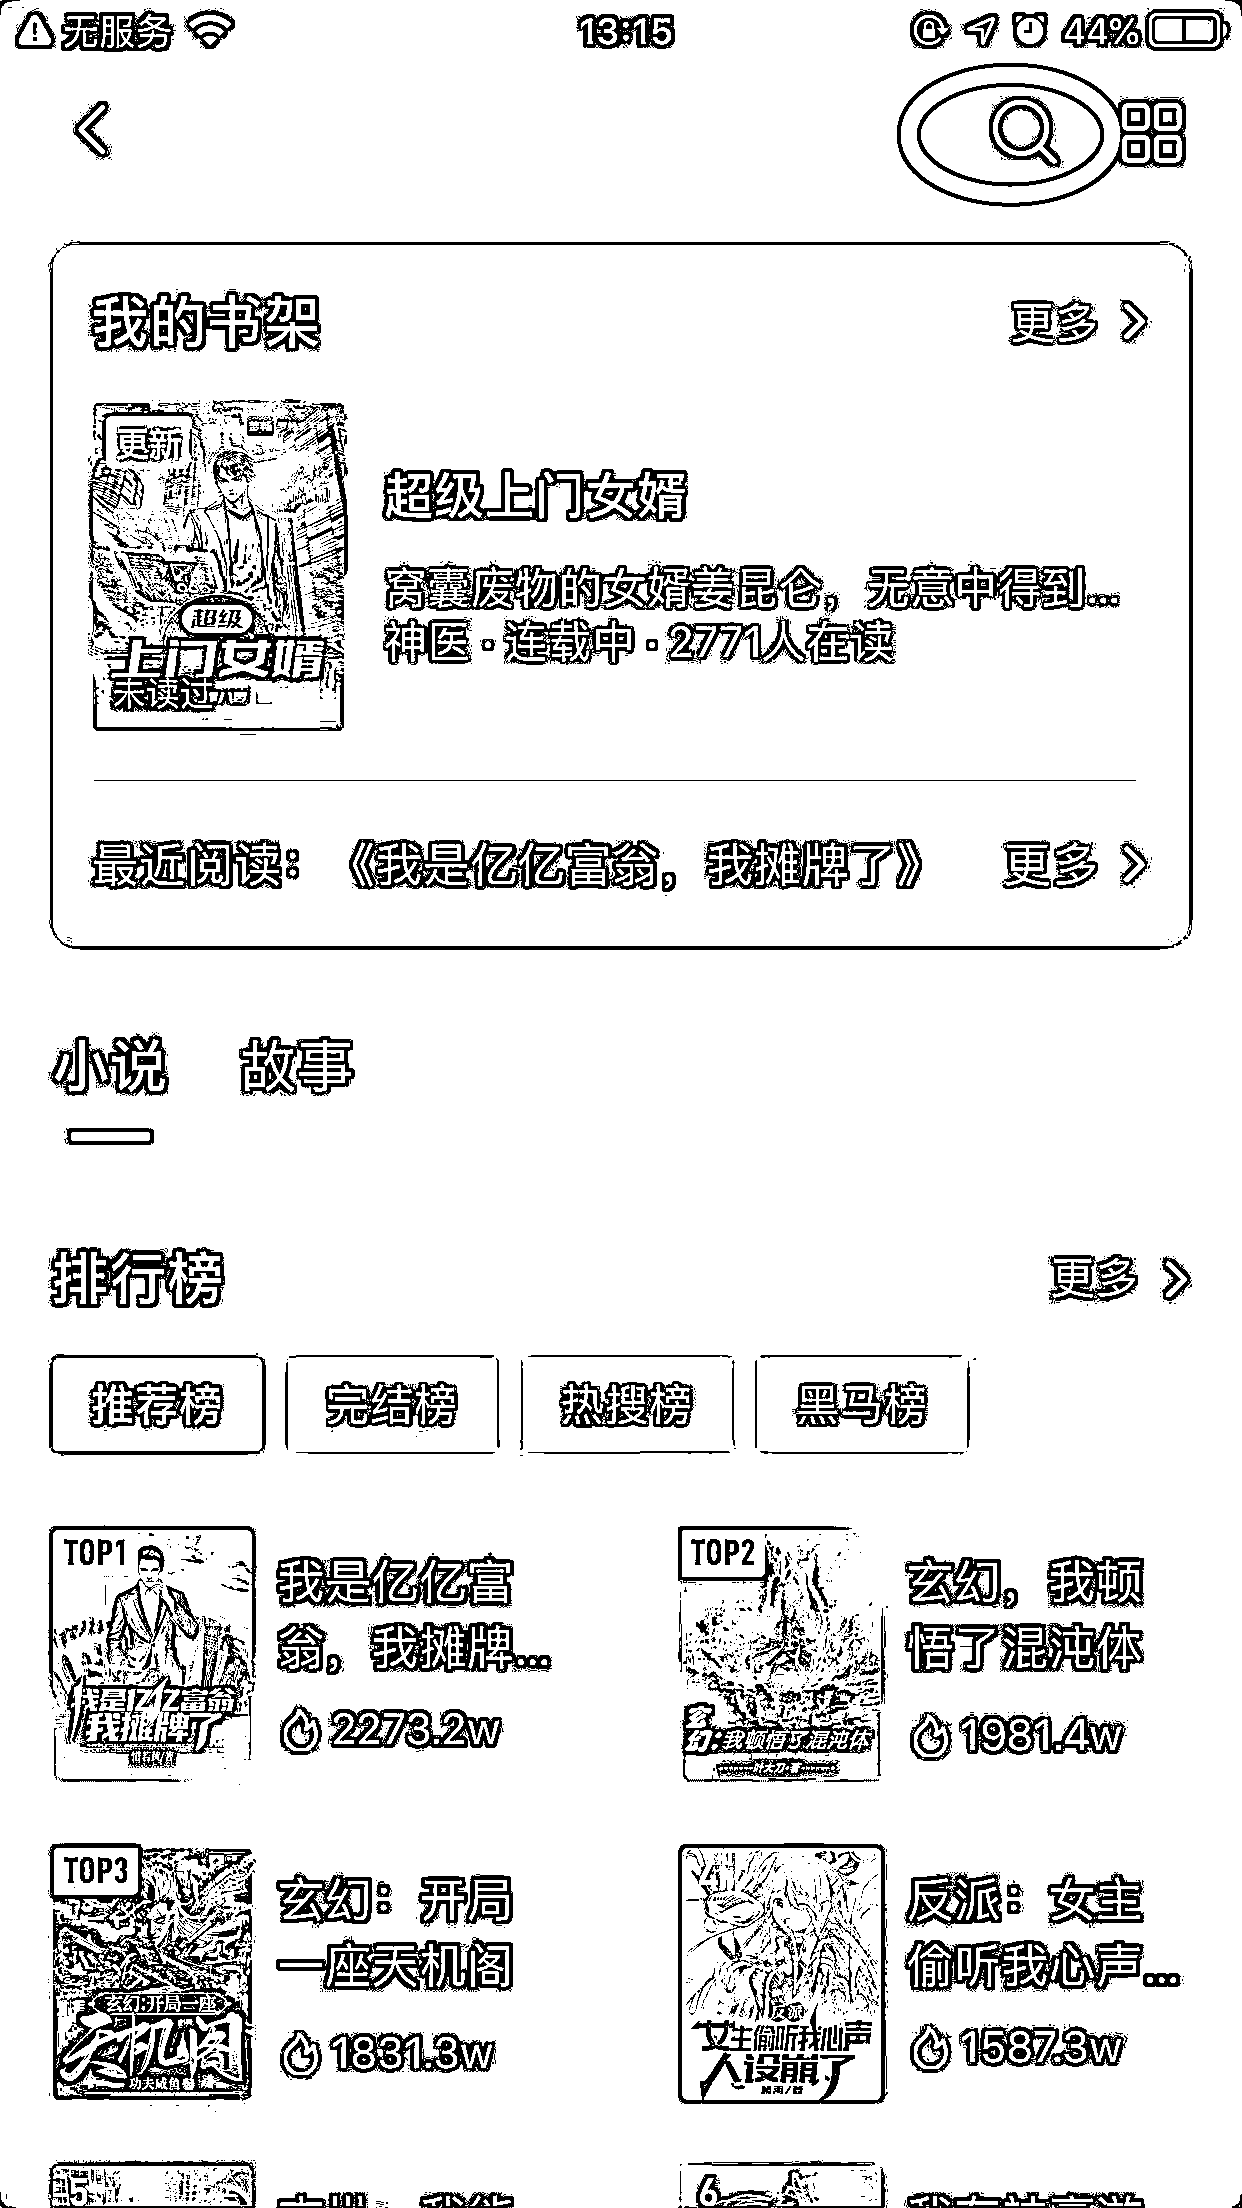 无服务
13:15
44%
我的书架
更多
更新
超级
上门女婿
未读过
超级上门女婿
窝囊废物的女婿姜昆仑，无意中得到...
神医·连载中·2771人在读
最近阅读：《我是亿亿富翁，我摊牌了》
更多
小说
故事
排行榜
更多
推荐榜
完结榜
热搜榜
黑马榜
TOP1
我是亿亿富翁
我摊牌了
我是亿亿富
翁，我摊牌...
2273.2w
TOP2
玄幻：我顿悟了混沌体
玄幻，我顿
悟了混沌体
1981.4w
TOP3
玄幻:开局一座
天机阁
玄幻：开局
一座天机阁
1831.3w
4
反派
女主偷听我心声
人设崩了
反派：女主
偷听我心声...
1587.3w
5
6